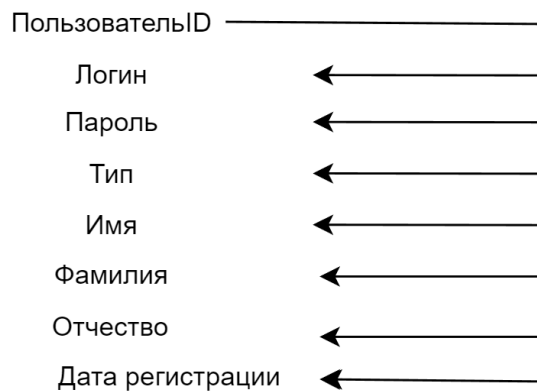 ПользовательID
Логин
Пароль
Тип
Имя
Фамилия
Отчество
Дата регистрации